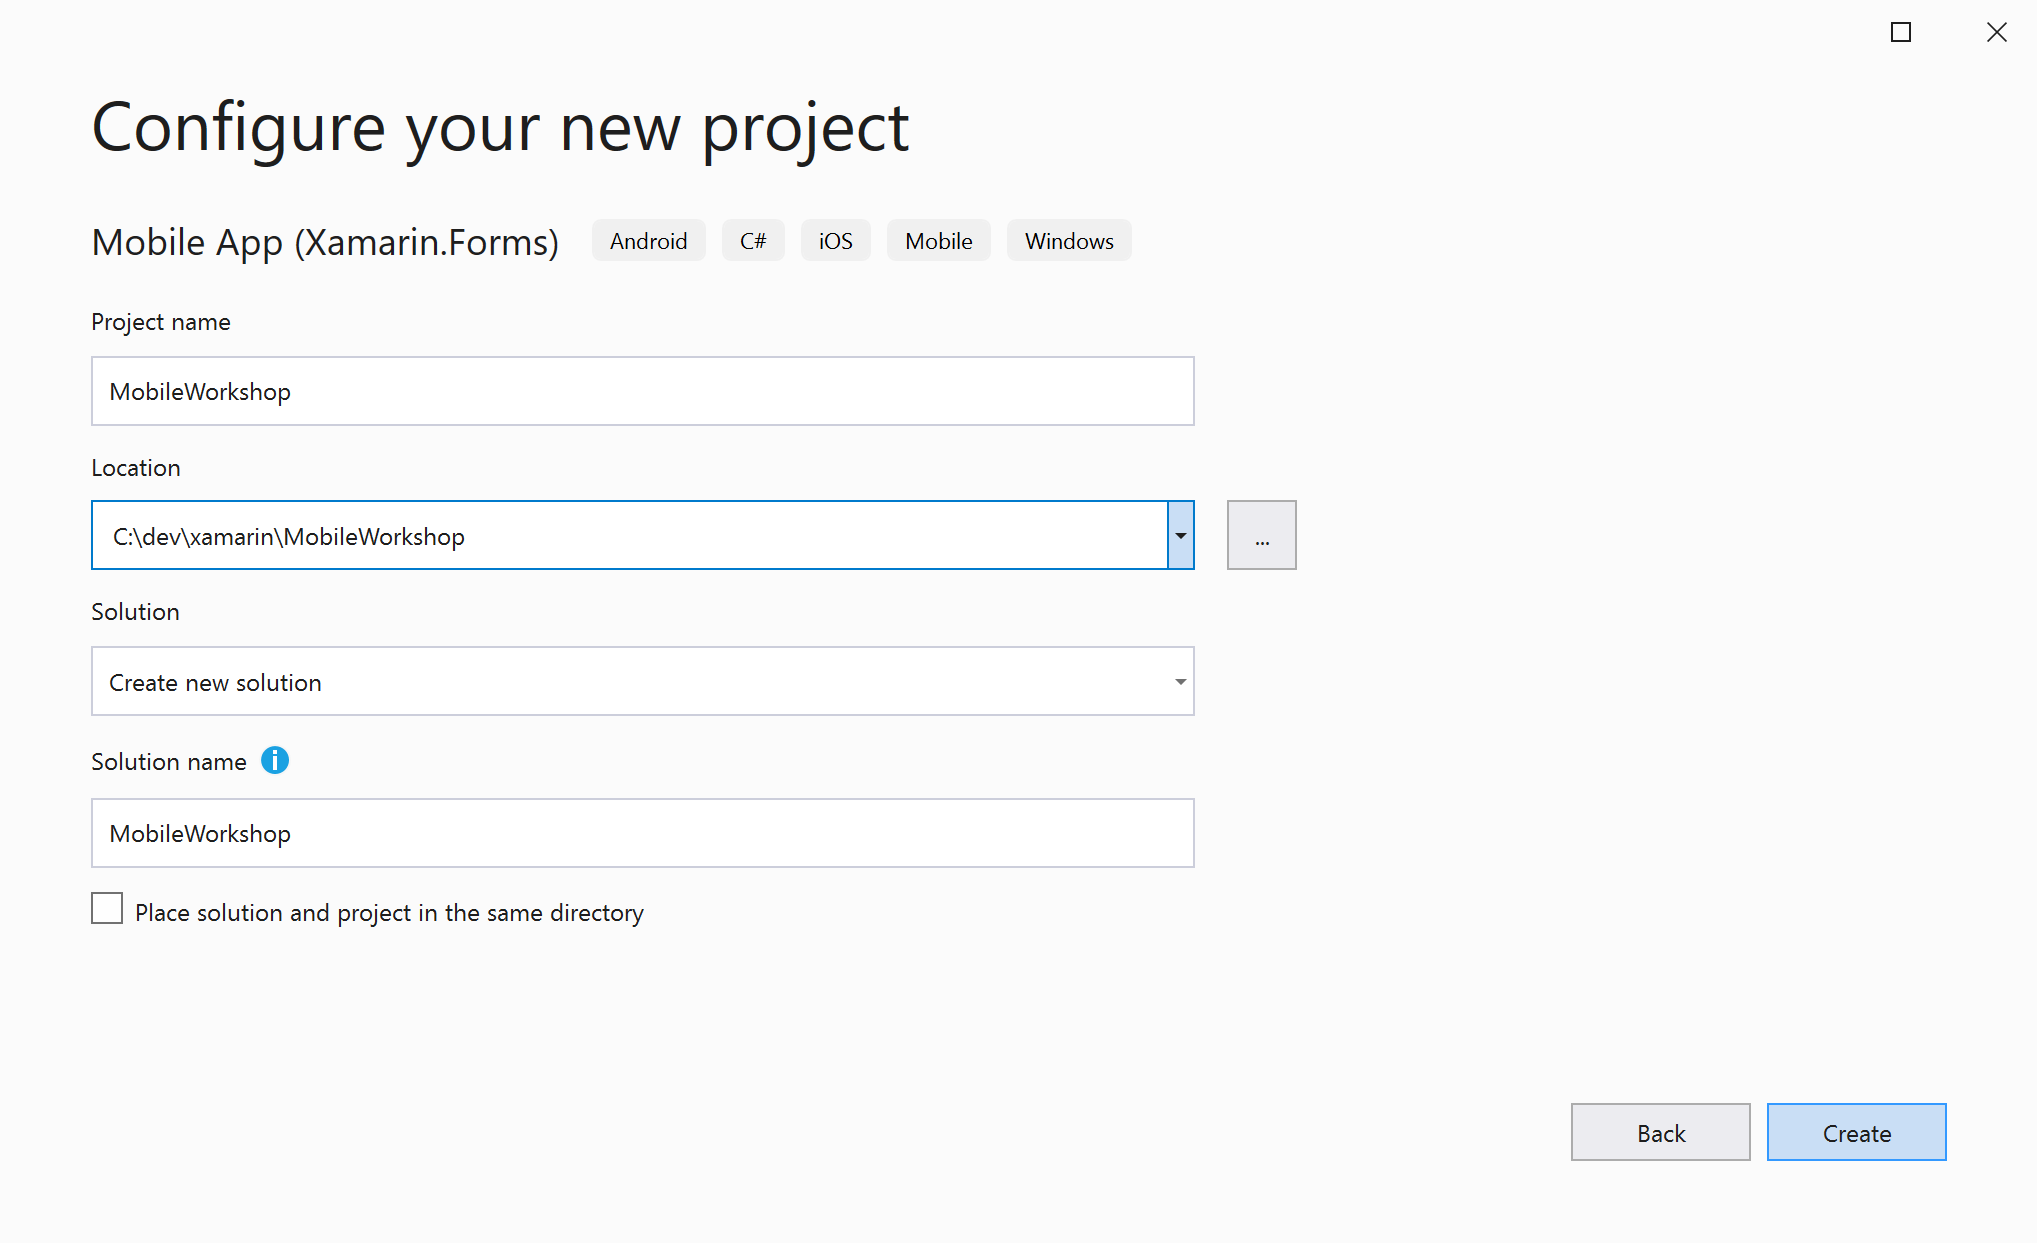 Configure your new project
Mobile App (Xamarin.Forms) Android C# iOS Mobile Windows
Project name
MobileWorkshop
Location
C:\dev\xamarin\MobileWorkshop
...
Solution
Create new solution
Solution name
MobileWorkshop
Place solution and project in the same directory
Back Create